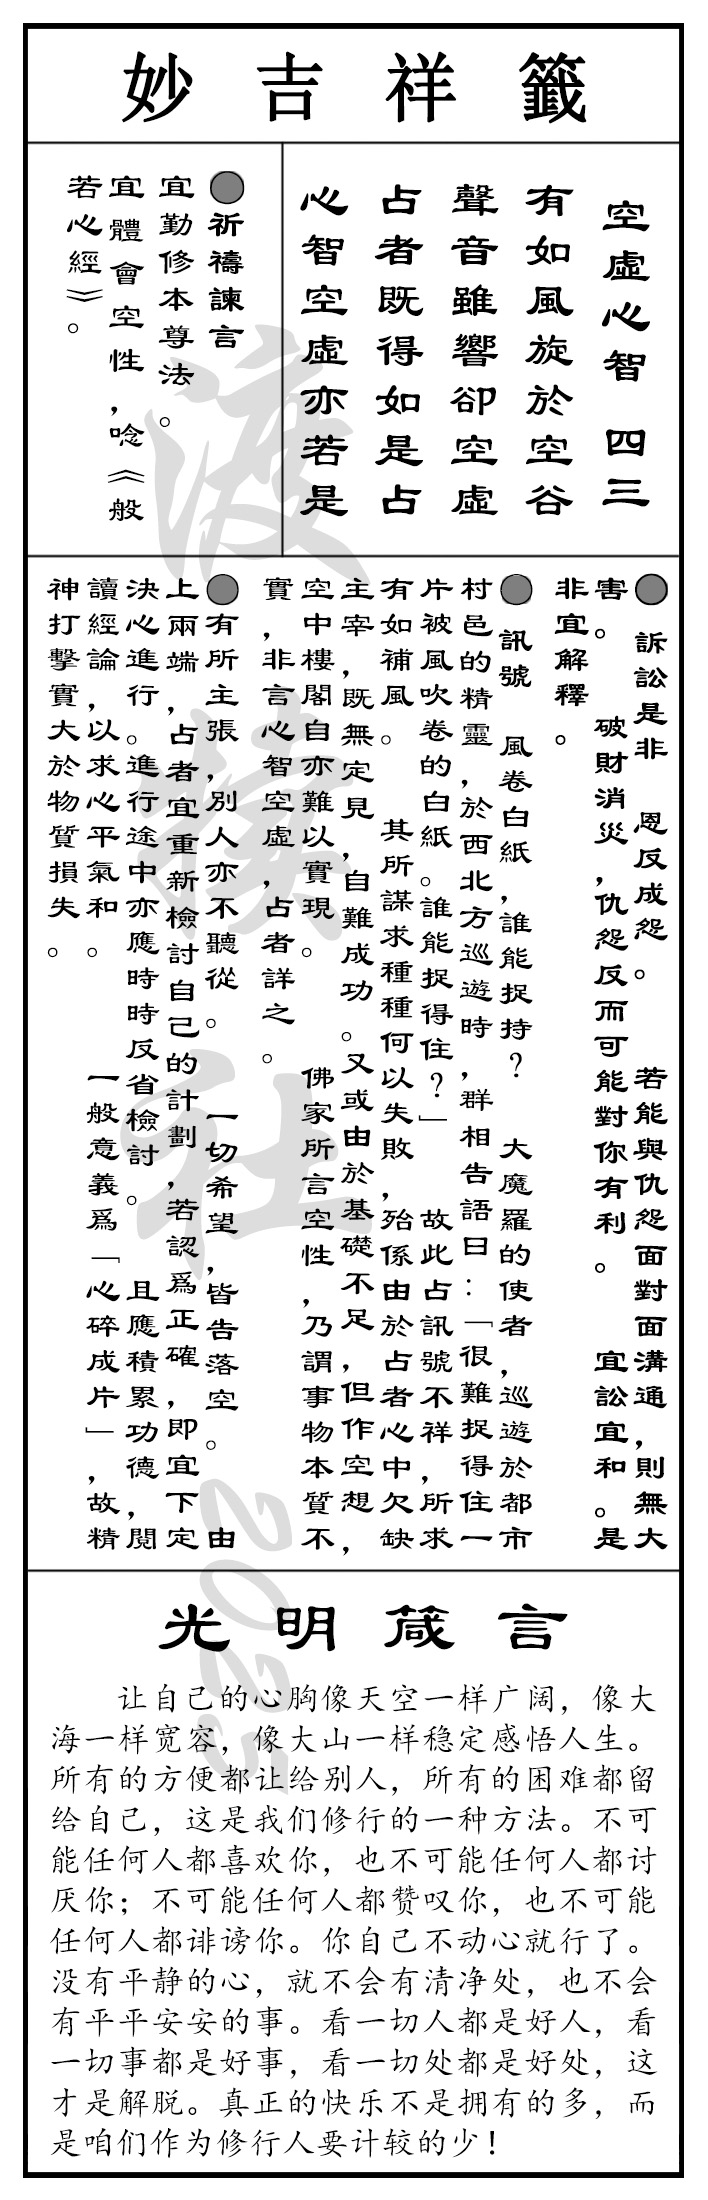 妙吉祥籤
空虛心智　四三
有如風旋於空谷
聲音雖響卻空虛
占者既得如是占
心智空虛亦若是
●祈禱諫言
宜勤修本尊法。
宜體會空性，唸《般
若心經》。
●　訴訟是非　恩反成怨。　若能與仇怨面對面溝通，則無大
害。　破財消災，仇怨反而可能對你有利。　宜訟宜和。是
非宜解釋。
●　訊號　風卷白紙，誰能捉持？　大魔羅的使者，巡遊於都市
村邑的精靈，於西北方巡遊時，群相告語曰：「很難捉得住一
片被風吹卷的白紙。誰能捉得住？」　故此占訊號不祥，所求
有如補風。　其所謀求種種何以失敗，殆係由於占者心中欠缺
主宰，既無定見，自難成功。又或由於基礎不足，但作空想，
空中樓閣自亦難以實現。　佛家所言空性，乃謂事物本質不
實，非言心智空虛，占者詳之。
●有所主張，別人亦不聽從。　一切希望，皆告落空。　由
上兩端，占者宜重新檢討自己的計劃，若認爲正確，即宜下定
決心進行。進行途中亦應時時反省檢討。　且應積累功德，閱
讀經論，以求心平氣和。　一般意義爲「心碎成片」，故精
神打擊實大於物質損失。
光明箴言
让自己的心胸像天空一样广阔，像大
海一样宽容，像大山一样稳定感悟人生。
所有的方便都让给别人，所有的困难都留
给自己，这是我们修行的一种方法。不可
能任何人都喜欢你，也不可能任何人都讨
厌你；不可能任何人都赞叹你，也不可能
任何人都诽谤你。你自己不动心就行了。
没有平静的心，就不会有清净处，也不会
有平平安安的事。看一切人都是好人，看
一切事都是好事，看一切处都是好处，这
才是解脱。真正的快乐不是拥有的多，而
是咱们作为修行人要计较的少！
渡
社
2025